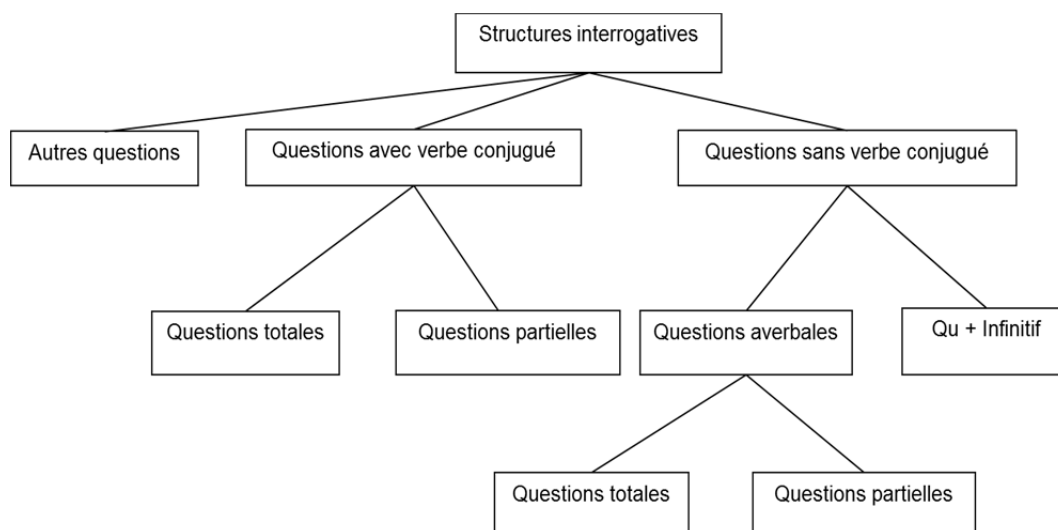 Structures interrogatives
Autres questions
Questions avec verbe conjugué
Questions sans verbe conjugué
Questions totales
Questions partielles
Questions averbales
Qu + Infinitif
Questions totales
Questions partielles